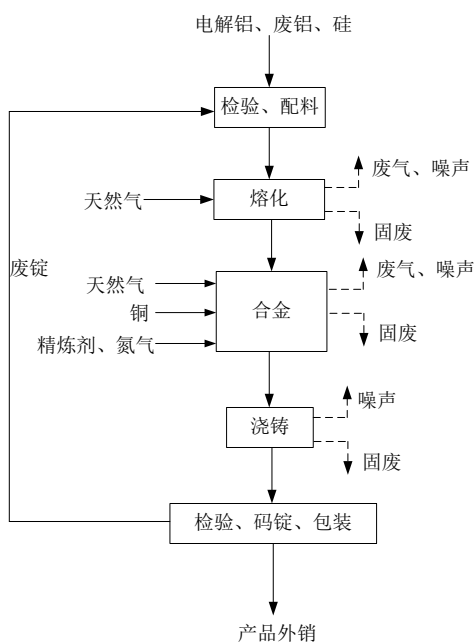 电解铝、废铝、硅
检验、配料
废气、噪声
天然气
熔化
固废
废锭
天然气
废气、噪声
铜
合金
固废
精炼剂、氮气
噪声
浇铸
固废
检验、码锭、包装
产品外销